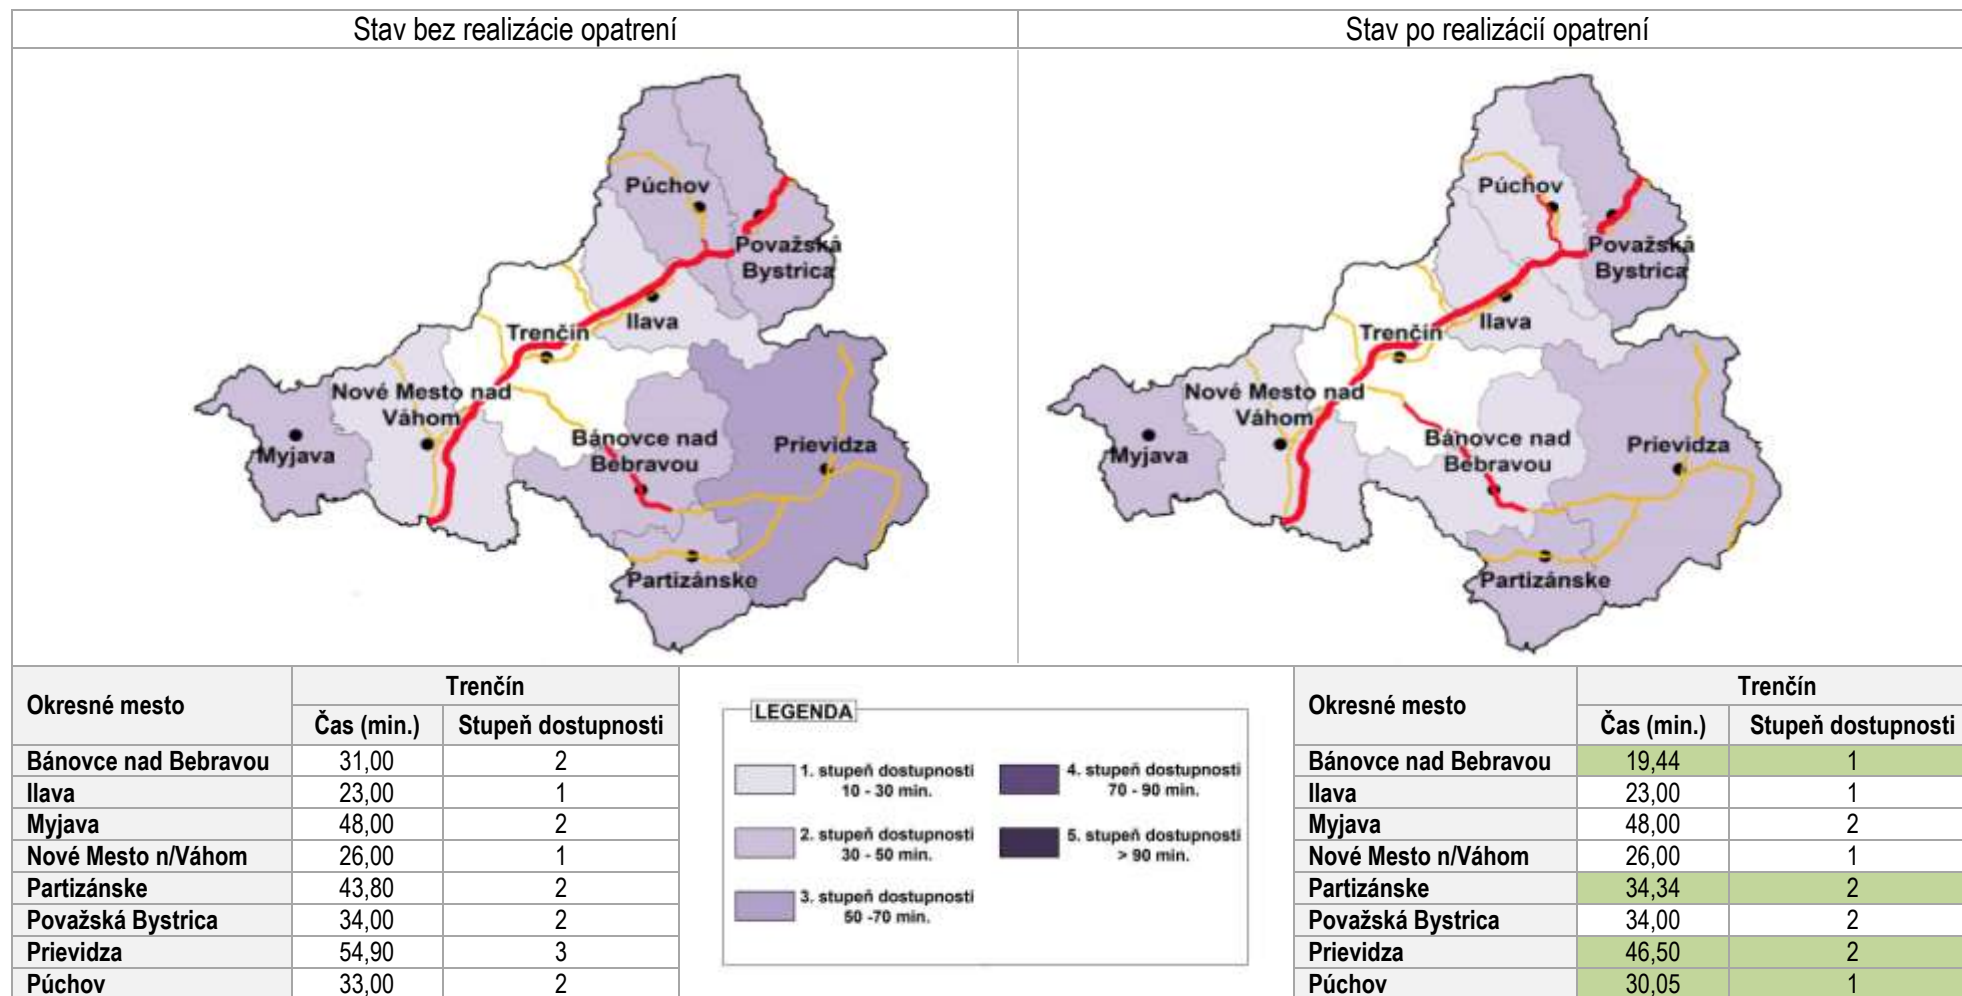 Stav bez realizácie opatrení
Stav po realizácií opatrení
Púchov
Považská
Bystrica
Ilava
Trenčín
Nové Mesto nad
Váhom
Myjava
Bánovce nad
Bebravou
Prievidza
Partizánske
Púchov
Považská
Bystrica
Ilava
Trenčín
Nové Mesto nad
Váhom
Myjava
Bánovce nad
Bebravou
Prievidza
Partizánske
Okresné mesto Trenčín
Čas (min.) Stupeň dostupnosti
Bánovce nad Bebravou 31,00 2
Ilava 23,00 1
Myjava 48,00 2
Nové Mesto n/Váhom 26,00 1
Partizánske 43,80 2
Považská Bystrica 34,00 2
Prievidza 54,90 3
Púchov 33,00 2
LEGENDA
1. stupeň dostupnosti
10 - 30 min.
2. stupeň dostupnosti
30 - 50 min.
3. stupeň dostupnosti
50 -70 min.
4. stupeň dostupnosti
70 - 90 min.
5. stupeň dostupnosti
> 90 min.
Okresné mesto Trenčín
Čas (min.) Stupeň dostupnosti
Bánovce nad Bebravou 19,44 1
Ilava 23,00 1
Myjava 48,00 2
Nové Mesto n/Váhom 26,00 1
Partizánske 34,34 2
Považská Bystrica 34,00 2
Prievidza 46,50 2
Púchov 30,05 1